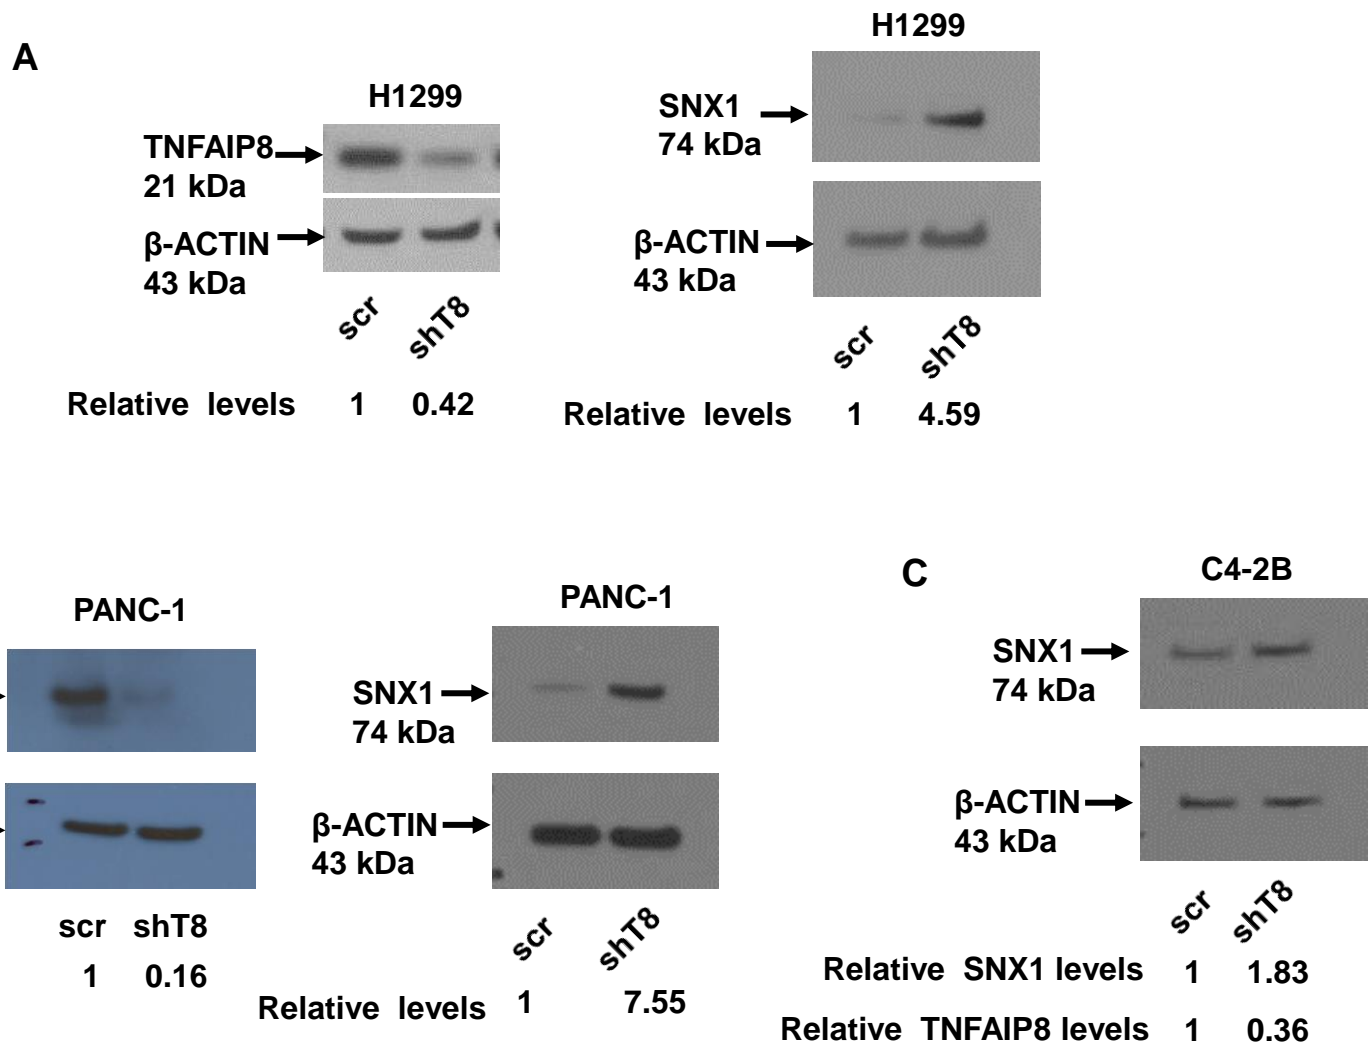 A
H1299
TNFAIP8
21 kDa
β-ACTIN
43 kDa
scr shT8
Relative levels 1 0.42
H1299
SNX1
74 kDa
β-ACTIN
43 kDa
scr shT8
Relative levels 1 4.59
PANC-1
scr shT8
1 0.16
PANC-1
SNX1
74 kDa
β-ACTIN
43 kDa
scr shT8
Relative levels 1 7.55
C
C4-2B
SNX1
74 kDa
β-ACTIN
43 kDa
scr shT8
Relative SNX1 levels 1 1.83
Relative TNFAIP8 levels 1 0.36